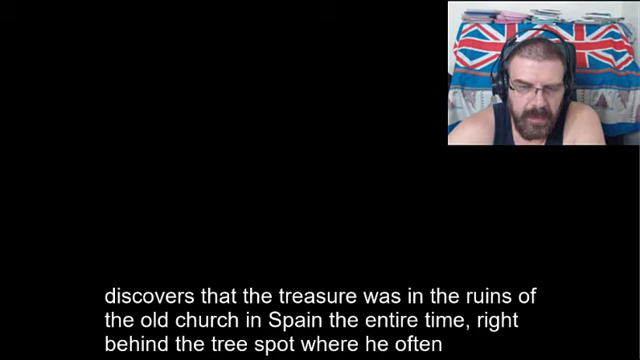 discovers that the treasure was in the ruins of
the old church in Spain the entire time, right
behind the tree spot where he often